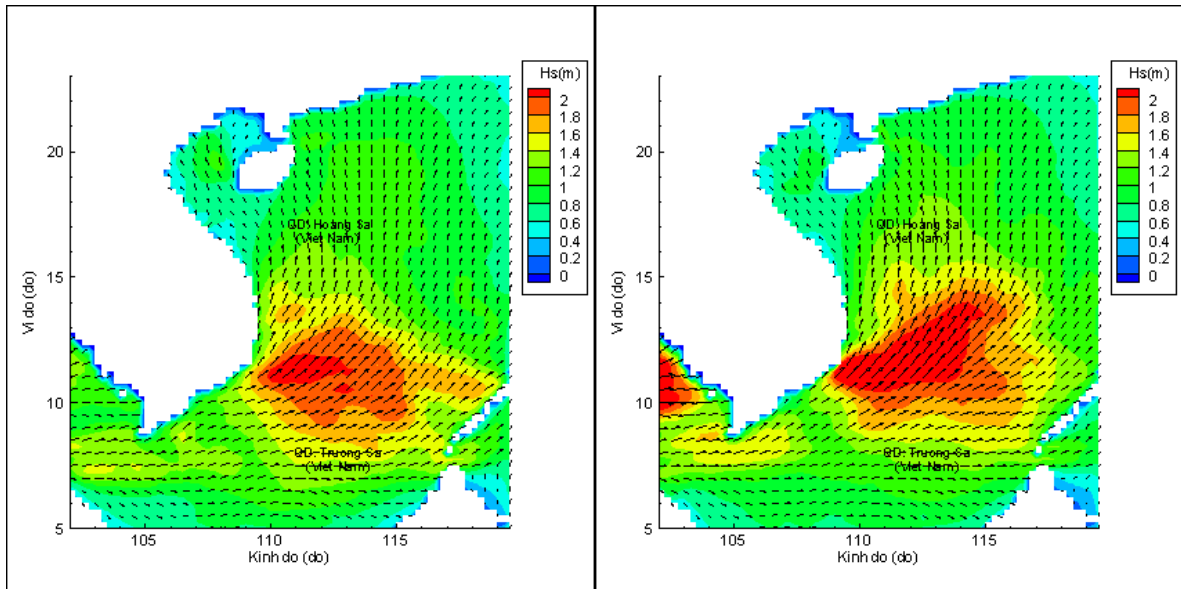 Hs(m)
2
1.8
1.6
1.4
1.2
1
0.8
0.6
0.4
0.2
0
20
15
10
5
105
110
115
Vi do (do)
Kinh do (do)
QD. Hoang Sa
(Viet Nam)
QD. Truong Sa
(Viet Nam)
Hs(m)
2
1.8
1.6
1.4
1.2
1
0.8
0.6
0.4
0.2
0
20
15
10
5
105
110
115
Vi do (do)
Kinh do (do)
QD. Hoang Sa
(Viet Nam)
QD. Truong Sa
(Viet Nam)